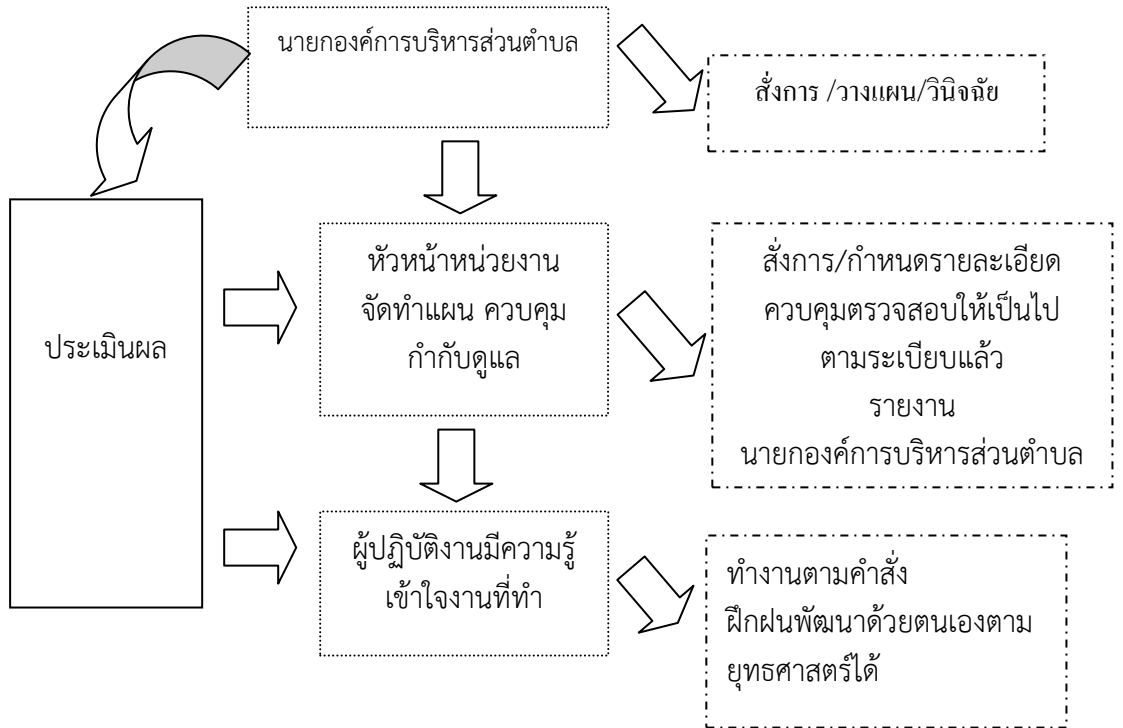 นายกองค์การบริหารส่วนตำบล
สั่งการ /วางแผน/วินิจฉัย
ประเมินผล
หัวหน้าหน่วยงาน
จัดทำแผน ควบคุม
กำกับดูแล
สั่งการ/กำหนดรายละเอียด
ควบคุมตรวจสอบให้เป็นไป
ตามระเบียบแล้ว
รายงาน
นายกองค์การบริหารส่วนตำบล
ผู้ปฏิบัติงานมีความรู้
เข้าใจงานที่ทำ
ทำงานตามคำสั่ง
ฝึกฝนพัฒนาด้วยตนเองตาม
ยุทธศาสตร์ได้